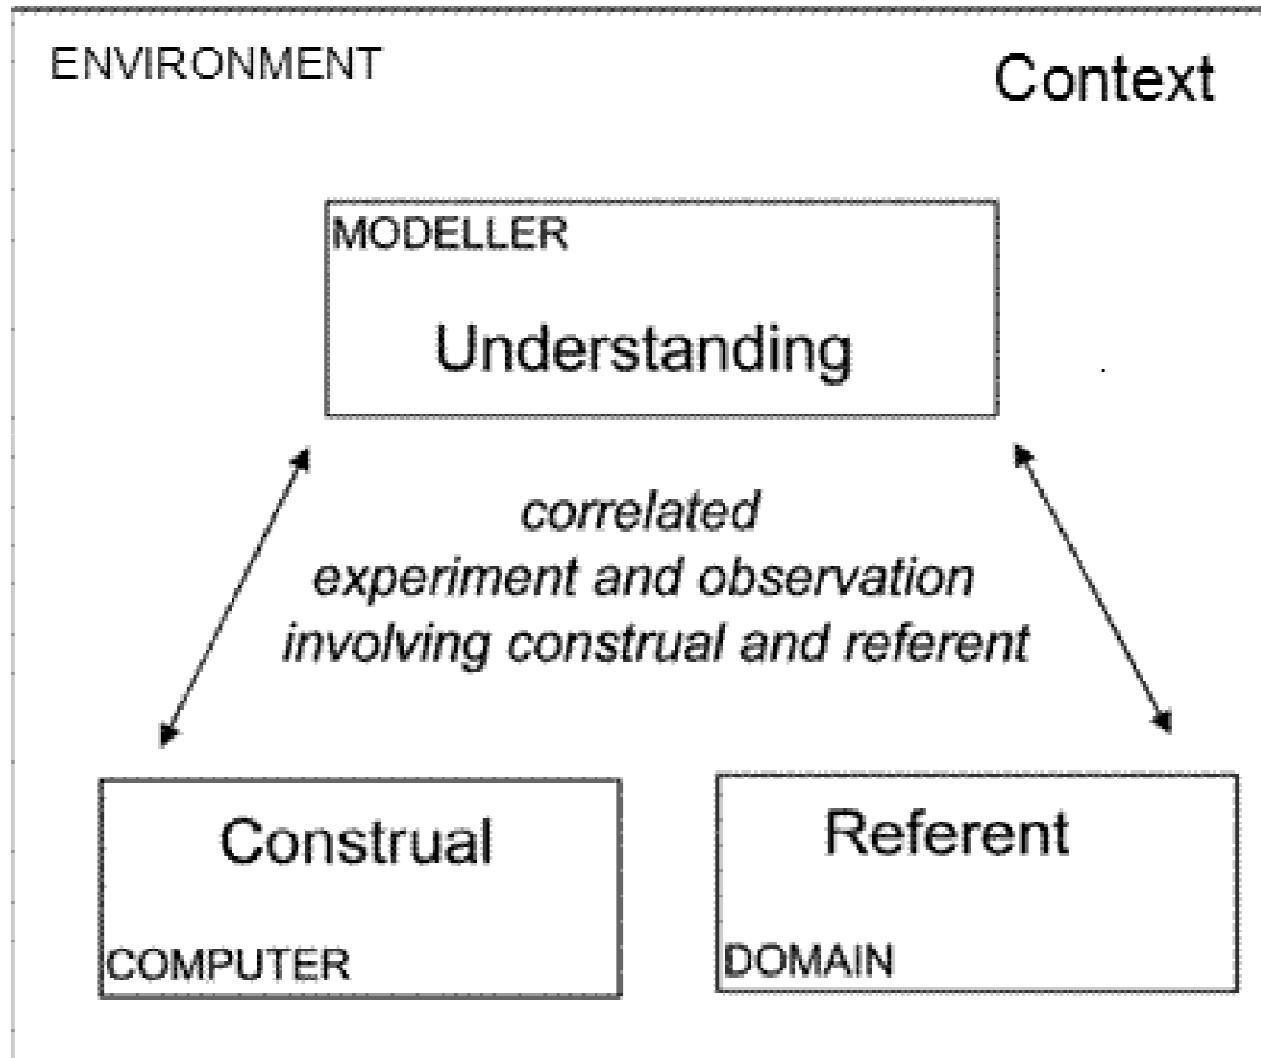 ENVIRONMENT
Context
MODELLER
Understanding
correlated
experiment and observation
involving construal and referent
Construal
COMPUTER
Referent
DOMAIN